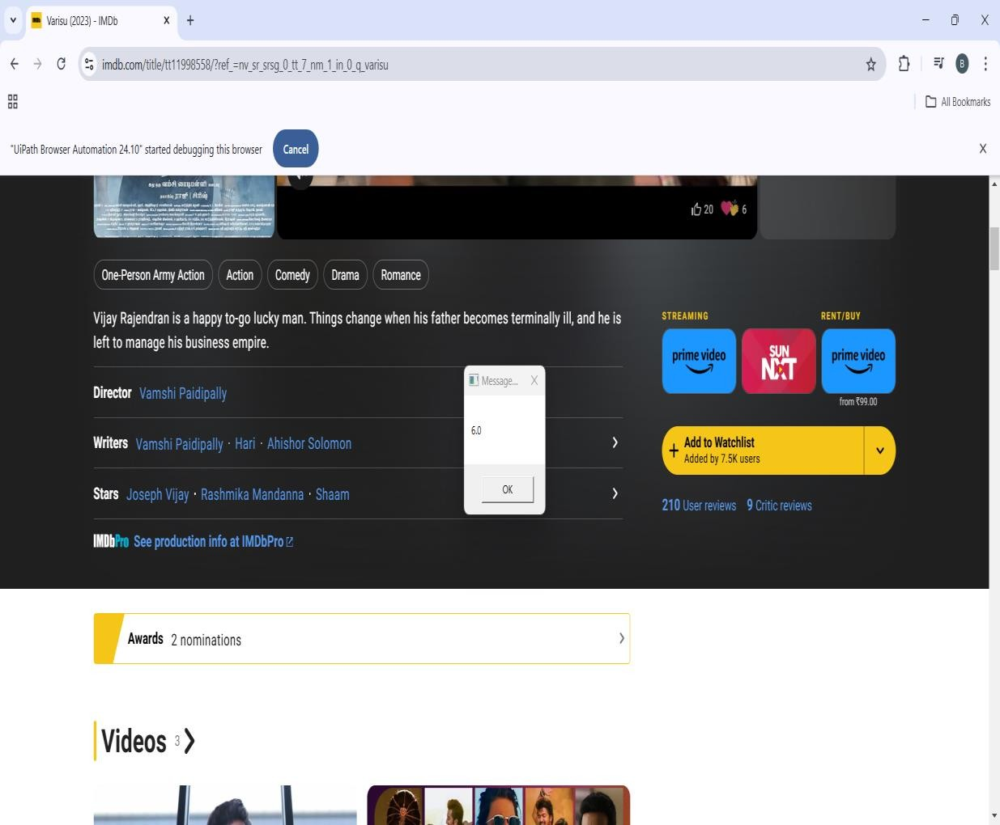 Varisu (2023) - IMDb
imdb.com/title/tt11998558/?ref_=nv_sr_srsg_0_tt_7_nm_1_in_0_q_varisu
B
All Bookmarks
"UiPath Browser Automation 24.10" started debugging this browser
Cancel
20
6
One-Person Army Action
Action
Comedy
Drama
Romance
Vijay Rajendran is a happy to-go lucky man. Things change when his father becomes terminally ill, and he is
left to manage his business empire.
STREAMING
RENT/BUY
prime video
SUN NXT
prime video
from ₹99.00
Director Vamshi Paidipally
Message...
6.0
OK
Writers Vamshi Paidipally · Hari · Ahishor Solomon
Add to Watchlist
Added by 7.5K users
Stars Joseph Vijay · Rashmika Mandanna · Shaam
210 User reviews 9 Critic reviews
IMDbPro See production info at IMDbPro
Awards 2 nominations
Videos 3